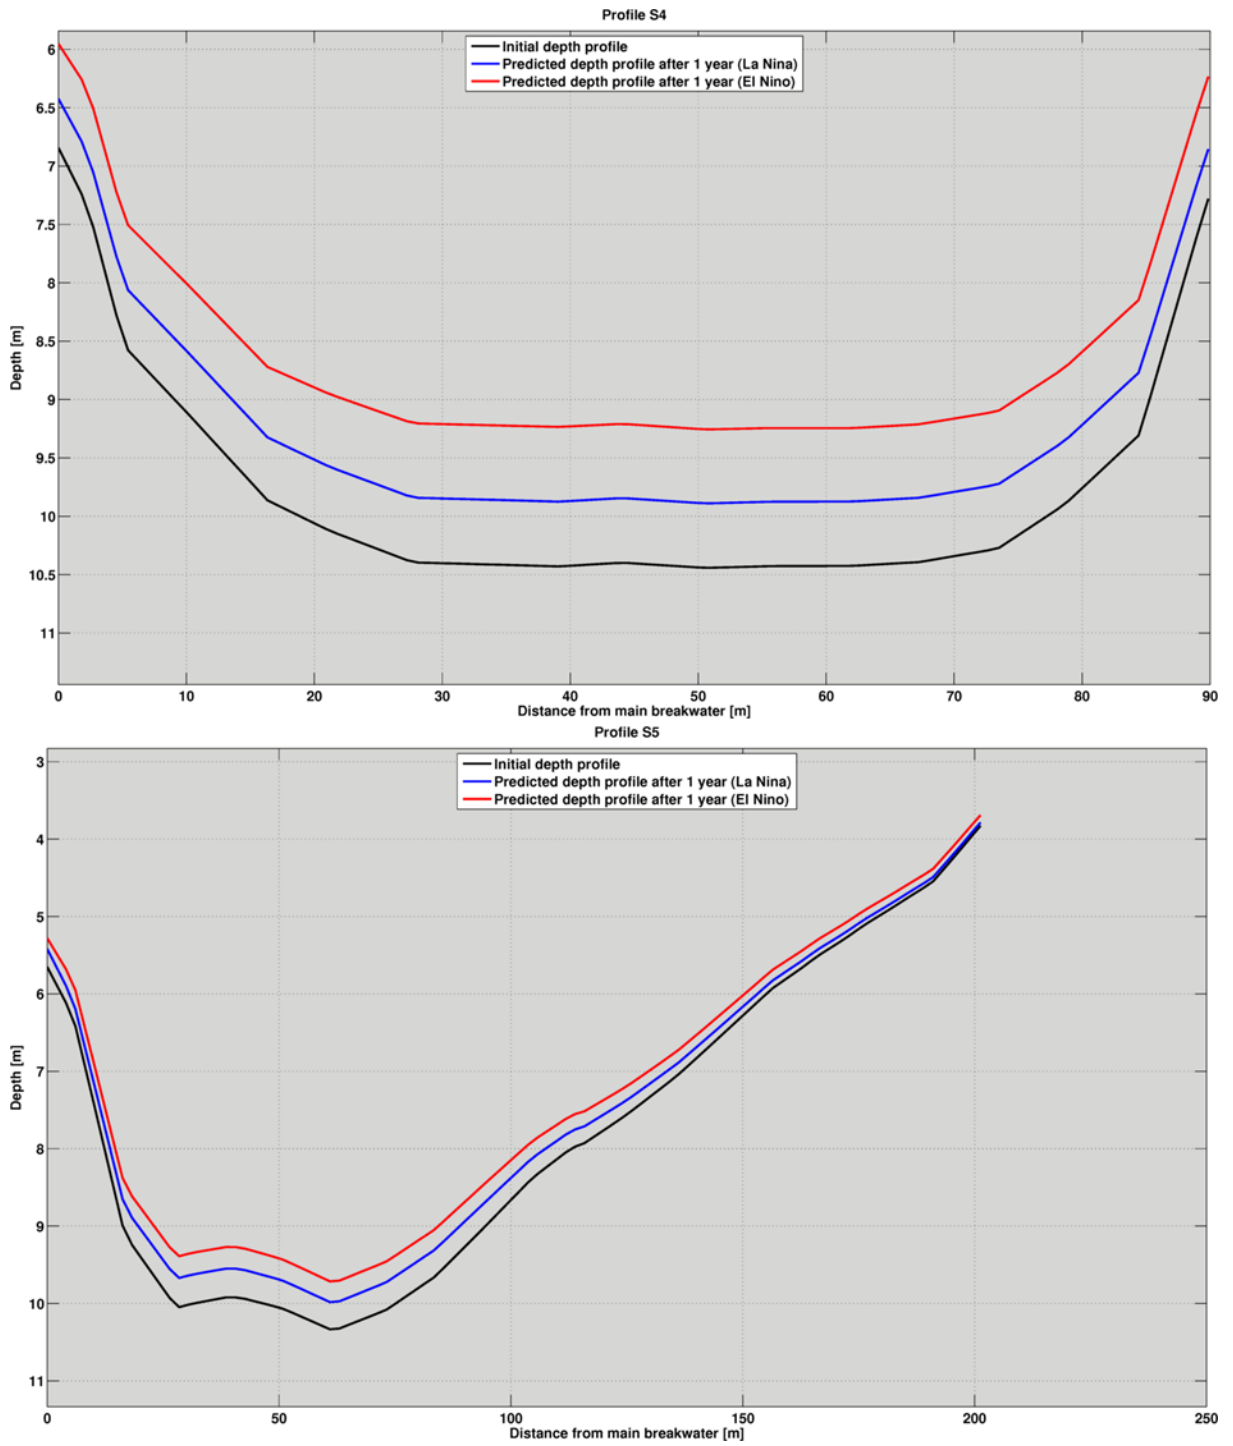 Profile S4
Initial depth profile
Predicted depth profile after 1 year (La Nina)
Predicted depth profile after 1 year (El Nino)
6
6.5
7
7.5
8
8.5
9
9.5
10
10.5
11
Depth [m]
0 10 20 30 40 50 60 70 80 90
Distance from main breakwater [m]
Profile S5
Initial depth profile
Predicted depth profile after 1 year (La Nina)
Predicted depth profile after 1 year (El Nino)
3
4
5
6
7
8
9
10
11
Depth [m]
0 50 100 150 200 250
Distance from main breakwater [m]